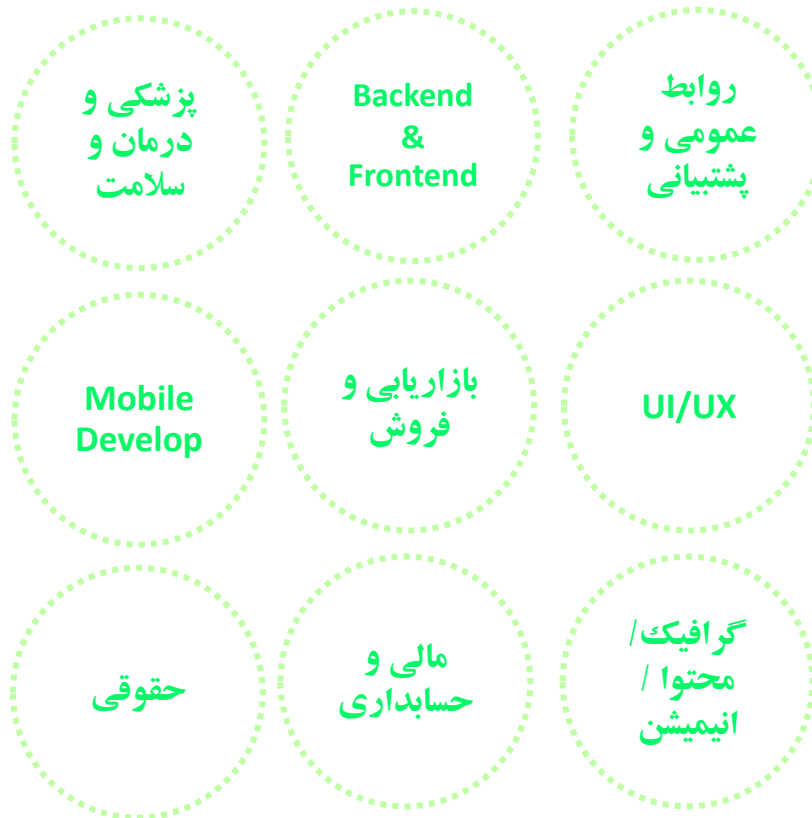 پزشکی و
درمان و
سلامت
Backend
&
Frontend
روابط
عمومی و
پشتیبانی
Mobile
Develop
بازاریابی و
فروش
UI/UX
حقوقی
مالی و
حسابداری
گرافیک/
محتوا /
انیمیشن